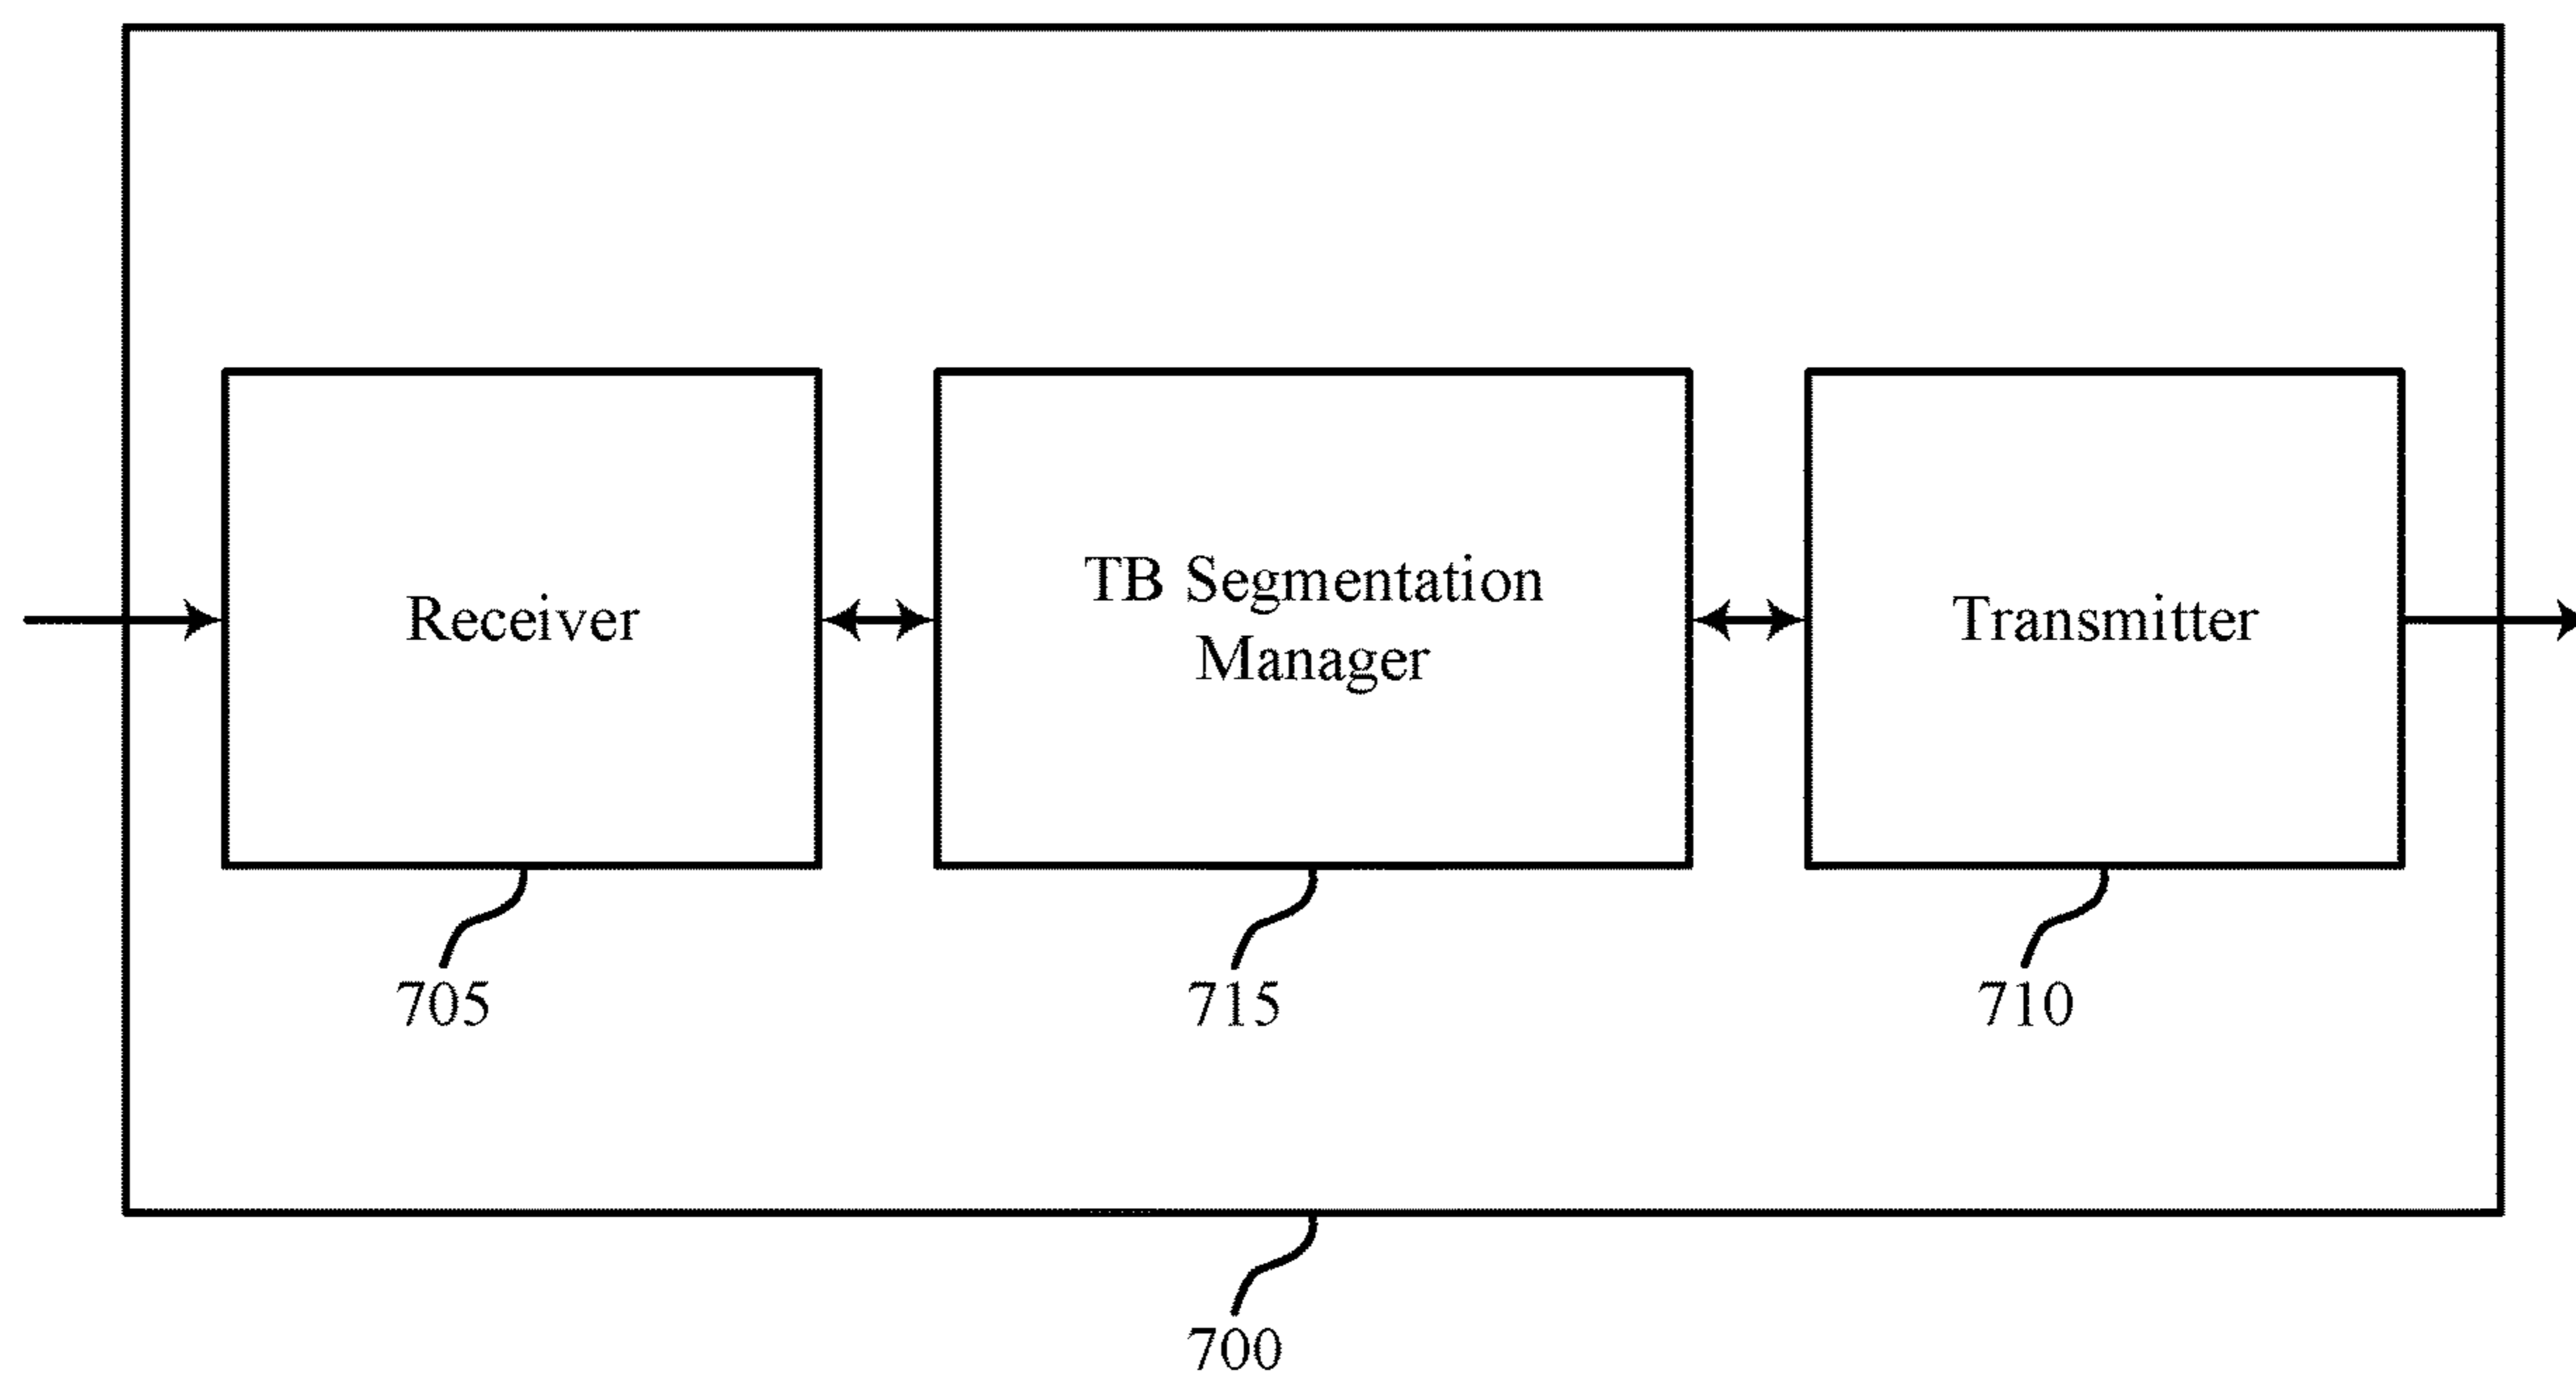 Receiver
TB Segmentation
Manager
Transmitter
705
715
710
700